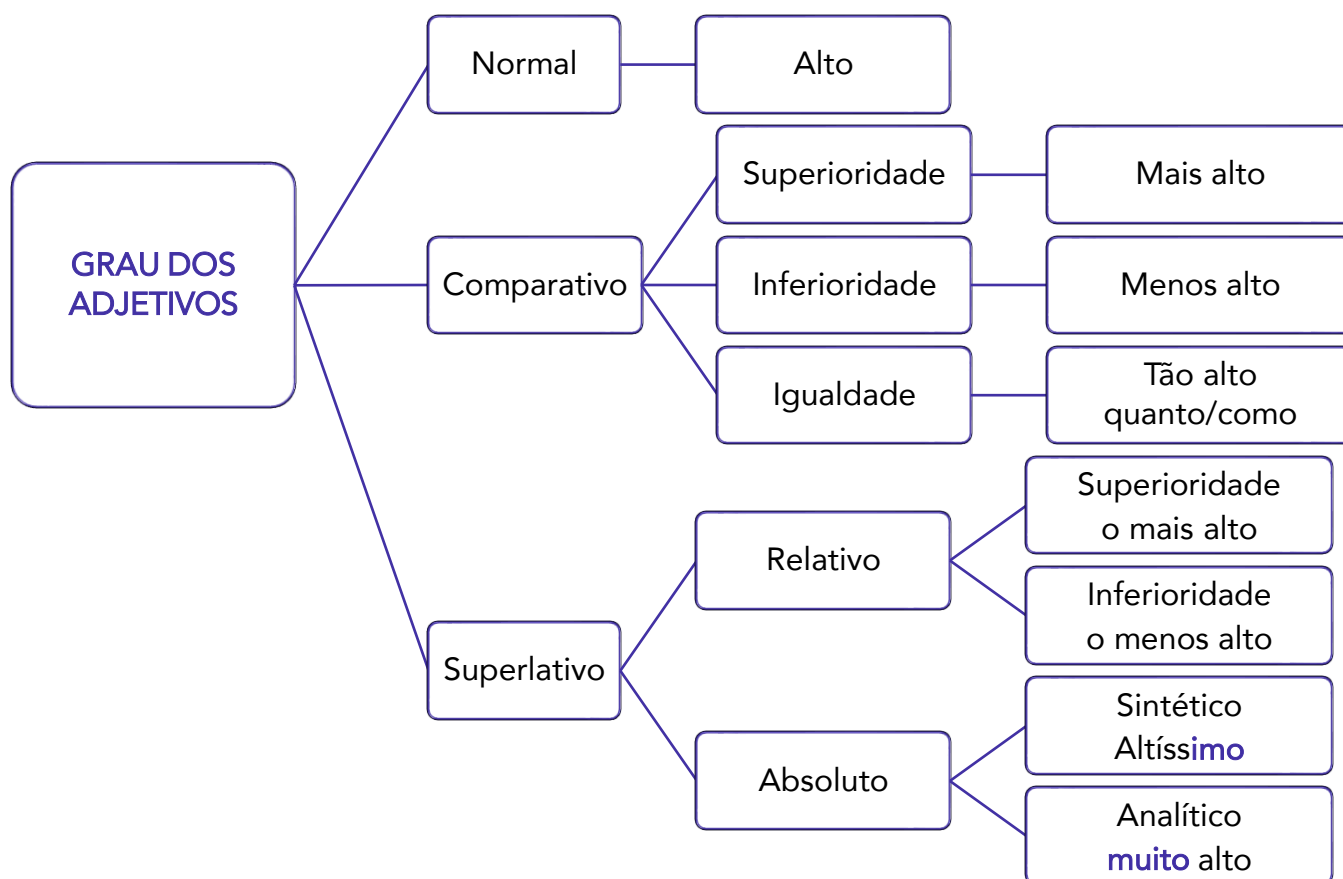 GRAU DOS
ADJETIVOS
Normal
Alto
Comparativo
Superioridade
Mais alto
Inferioridade
Menos alto
Igualdade
Tão alto
quanto/como
Superlativo
Relativo
Superioridade
o mais alto
Inferioridade
o menos alto
Absoluto
Sintético
Altíssimo
Analítico
muito alto